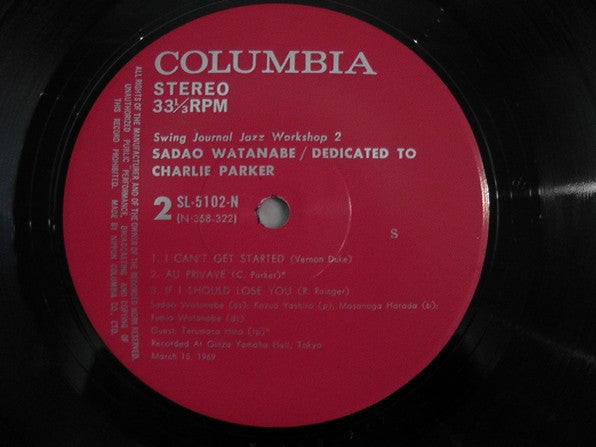 COLUMBIA
STEREO
33⅓RPM
Swing Journal Jazz Workshop 2
SADAO WATANABE / DEDICATED TO
CHARLIE PARKER
2 SL-5102-N
(N-358-322)
S
1. I CAN'T GET STARTED (Vernon Duke)
2. AU PRIVAVE (C. Parker)*
3. IF I SHOULD LOSE YOU (R. Rainger)
Sadao Watanabe (as); Kazuo Yashiro (p), Masanaga Harada (b);
Fumio Watanabe (ds)
Guest, Terumasa Hino (tp)*
Recorded At Ginza Yamaha Hall, Tokyo
March 15, 1969
ALL RIGHTS OF THE MANUFACTURER AND OF THE OWNER OF THE RECORDED WORK RESERVED.
UNAUTHORIZED PUBLIC PERFORMANCE, BROADCASTING AND COPYING OF
THIS RECORD PROHIBITED. MADE BY NIPPON COLUMBIA CO., LTD.